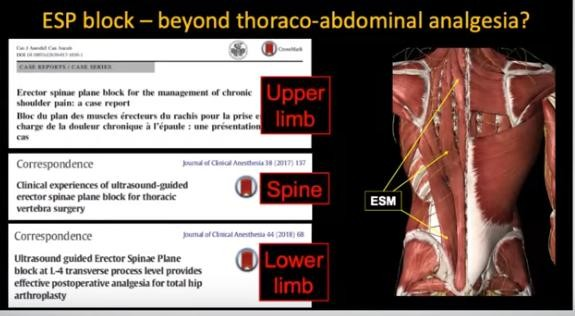 ESP block – beyond thoraco-abdominal analgesia?
Can J Anesth/J Can Anesth
CrossMark
CASE REPORTS / CASE SERIES
Erector spinae plane block for the management of chronic
shoulder pain: a case report
Bloc du plan des muscles érecteurs du rachis pour la prise e
charge de la douleur chronique à l'épaule : une présentation
cas
Upper
limb
Correspondence
Journal of Clinical Anesthesia 38 (2017) 137
Clinical experiences of ultrasound-guided
erector spinae plane block for thoracic
vertebra surgery
Spine
Correspondence
Journal of Clinical Anesthesia 44 (2018) 68
Ultrasound guided Erector Spinae Plane
block at L-4 transverse process level provides
effective postoperative analgesia for total hip
arthroplasty
Lower
limb
ESM